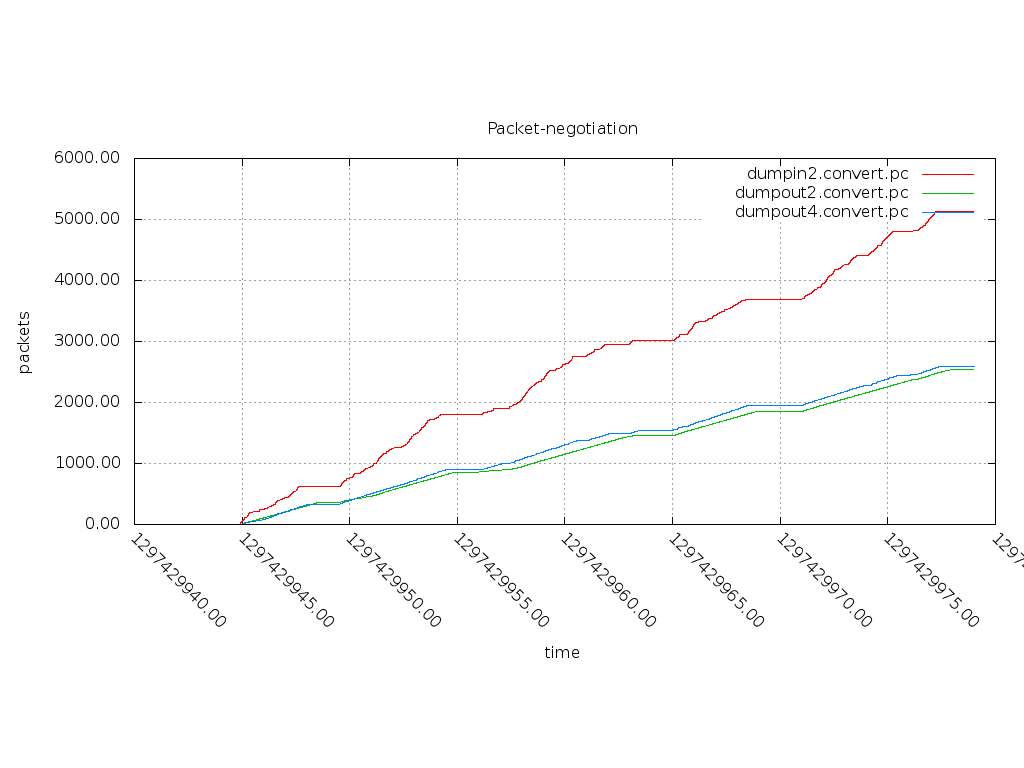 Packet-negotiation
6000.00
5000.00
4000.00
3000.00
2000.00
1000.00
0.00
packets
dumpin2.convert.pc
dumpout2.convert.pc
dumpout4.convert.pc
1297429940.00
1297429945.00
1297429950.00
1297429955.00
1297429960.00
1297429965.00
1297429970.00
1297429975.00
time